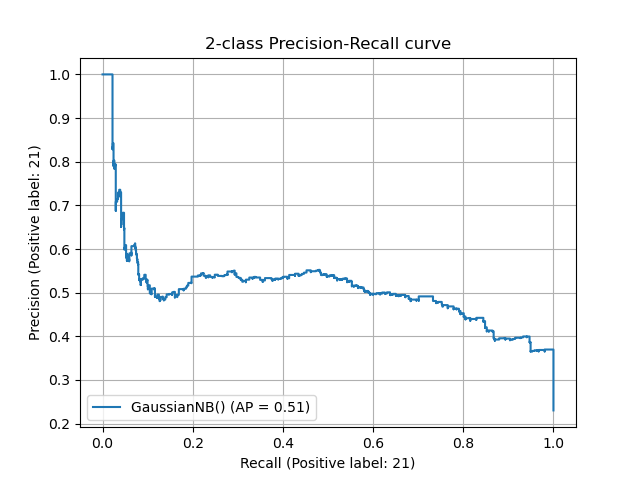 2-class Precision-Recall curve
Precision (Positive label: 21)
1.0
0.9
0.8
0.7
0.6
0.5
0.4
0.3
0.2
GaussianNB() (AP = 0.51)
0.0 0.2 0.4 0.6 0.8 1.0
Recall (Positive label: 21)